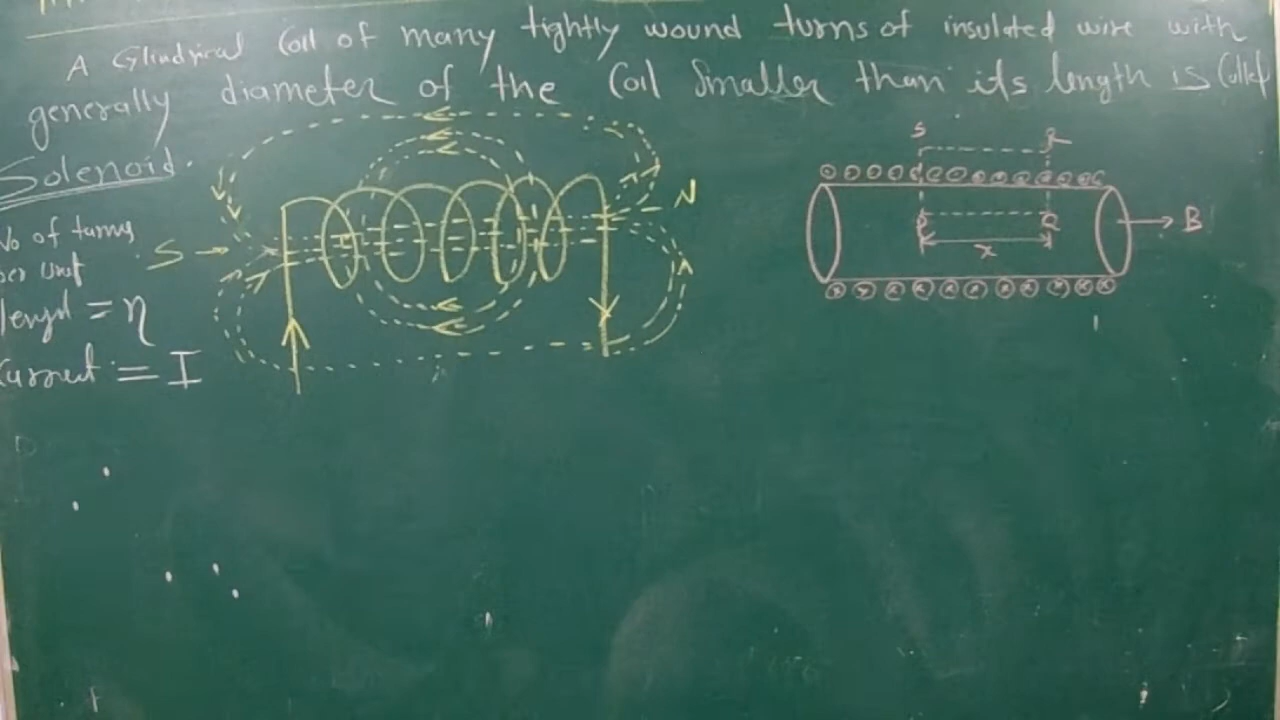 A Cylindrical Coil of many tightly wound turns of insulated wire with
generally diameter of the Coil Smaller than its length is Called
Solenoid.
No of turns
per unit
length = η
Current = I
S
N
S R
P Q
x
B